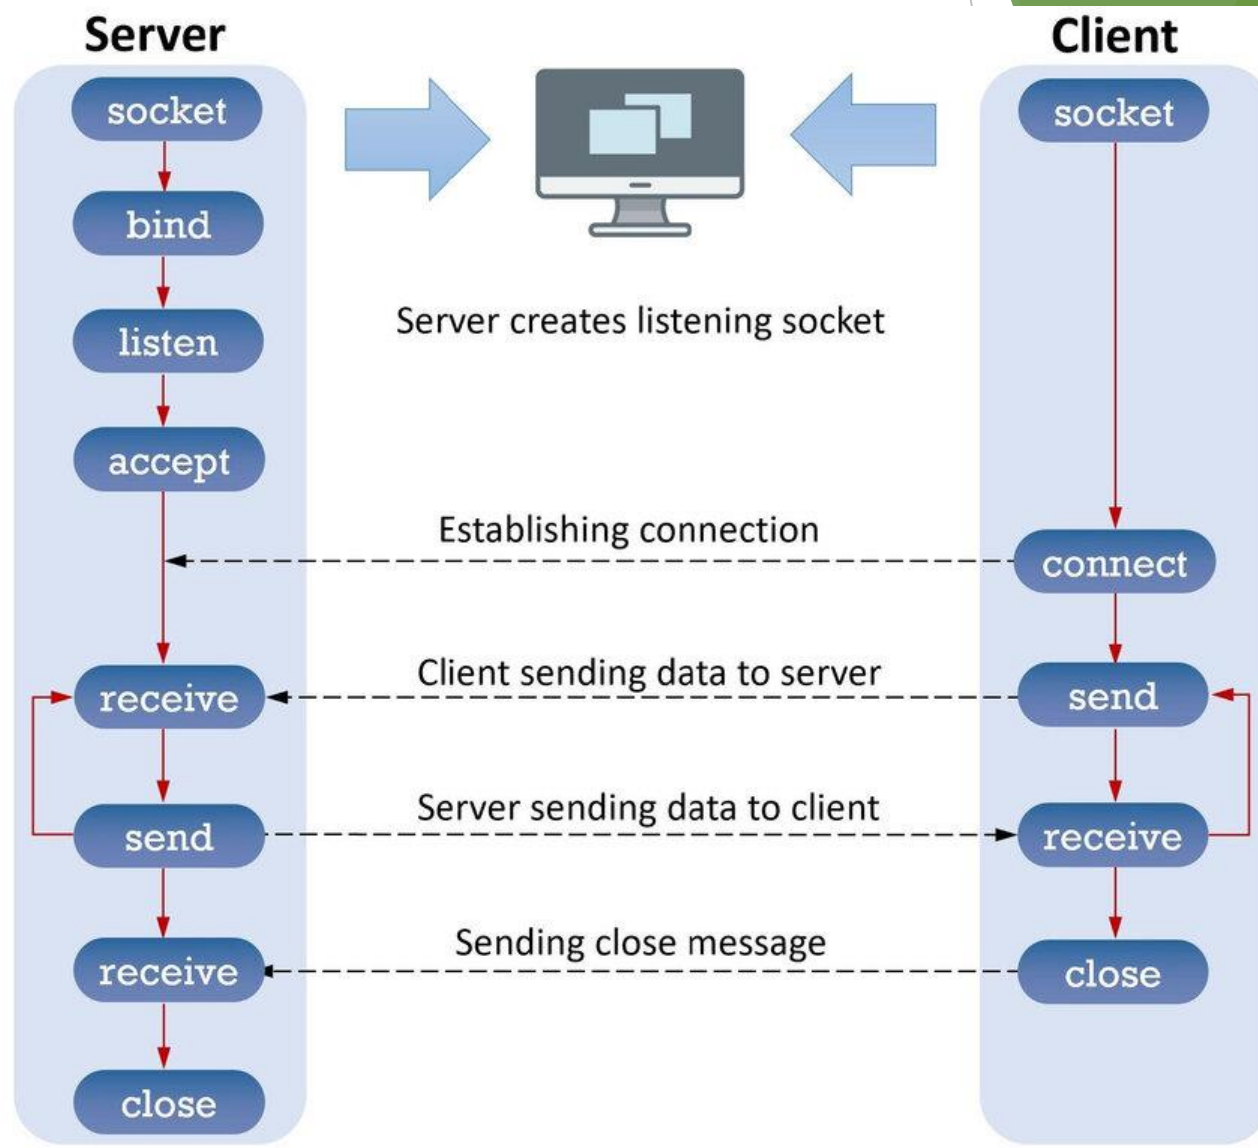 Server
Client
socket
socket
bind
listen
Server creates listening socket
accept
Establishing connection
connect
receive
Client sending data to server
send
send
Server sending data to client
receive
receive
Sending close message
close
close